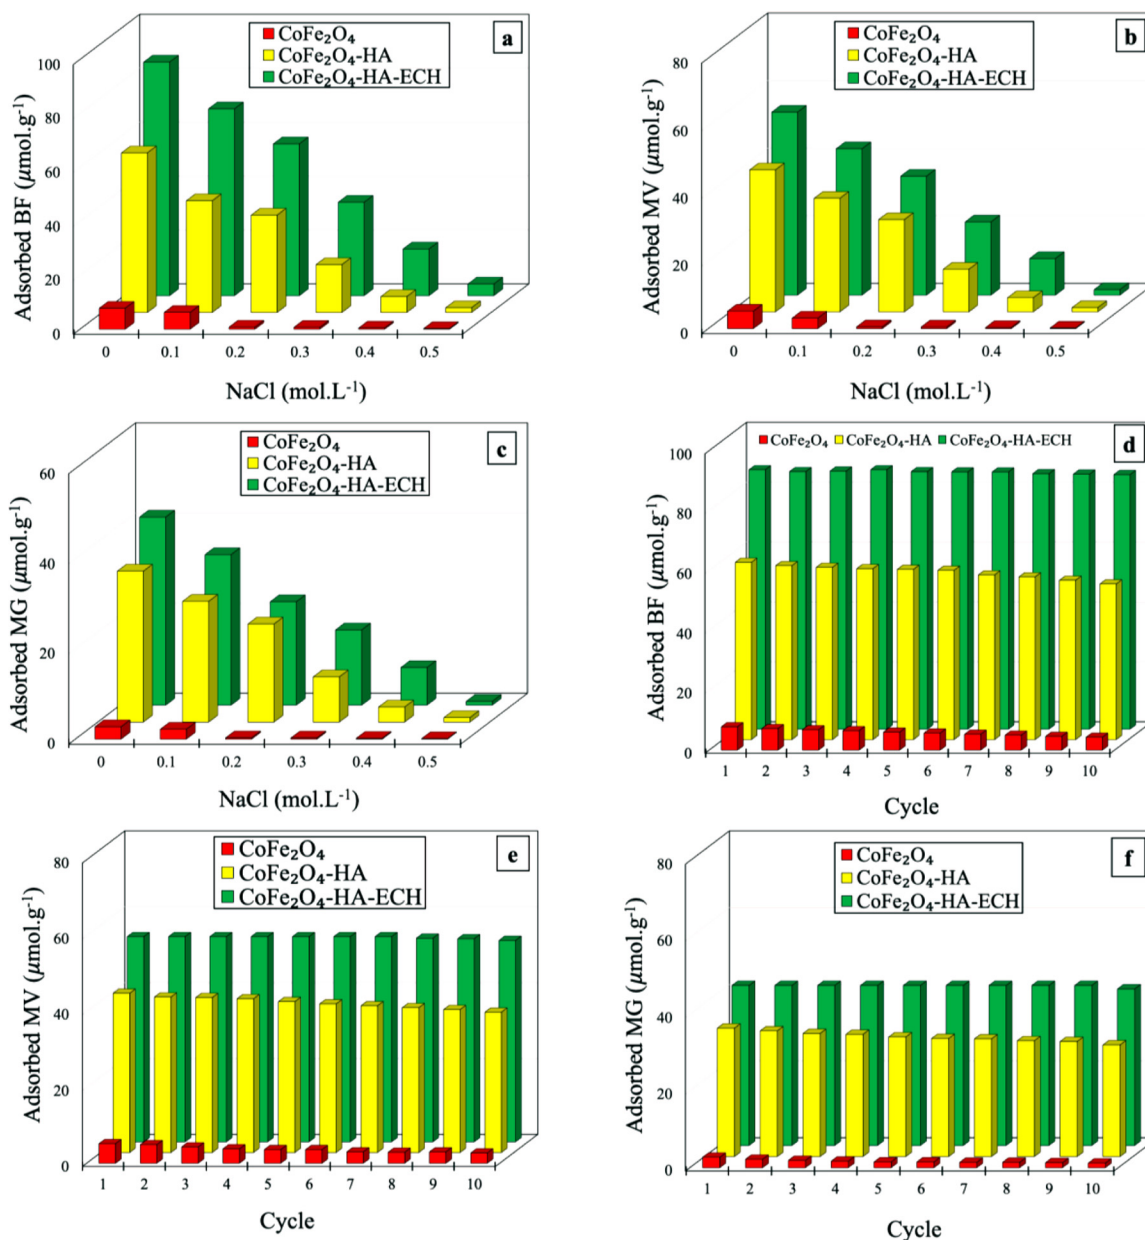 a
CoFe₂O₄
CoFe₂O₄-HA
CoFe₂O₄-HA-ECH
Adsorbed BF (μmol.g⁻¹)
100
80
60
40
20
0
0 0.1 0.2 0.3 0.4 0.5
NaCl (mol.L⁻¹)
b
CoFe₂O₄
CoFe₂O₄-HA
CoFe₂O₄-HA-ECH
Adsorbed MV (μmol.g⁻¹)
80
60
40
20
0
0 0.1 0.2 0.3 0.4 0.5
NaCl (mol.L⁻¹)
c
CoFe₂O₄
CoFe₂O₄-HA
CoFe₂O₄-HA-ECH
Adsorbed MG (μmol.g⁻¹)
60
40
20
0
0 0.1 0.2 0.3 0.4 0.5
NaCl (mol.L⁻¹)
d
CoFe₂O₄ CoFe₂O₄-HA CoFe₂O₄-HA-ECH
Adsorbed BF (μmol.g⁻¹)
100
80
60
40
20
0
1 2 3 4 5 6 7 8 9 10
Cycle
e
CoFe₂O₄
CoFe₂O₄-HA
CoFe₂O₄-HA-ECH
Adsorbed MV (μmol.g⁻¹)
80
60
40
20
0
1 2 3 4 5 6 7 8 9 10
Cycle
f
CoFe₂O₄
CoFe₂O₄-HA
CoFe₂O₄-HA-ECH
Adsorbed MG (μmol.g⁻¹)
80
60
40
20
0
1 2 3 4 5 6 7 8 9 10
Cycle